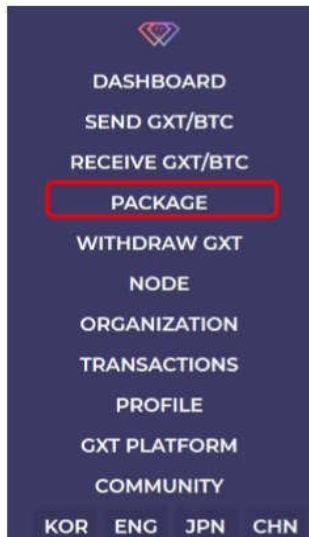 DASHBOARD
SEND GXT/BTC
RECEIVE GXT/BTC
PACKAGE
WITHDRAW GXT
NODE
ORGANIZATION
TRANSACTIONS
PROFILE
GXT PLATFORM
COMMUNITY
KOR ENG JPN CHN